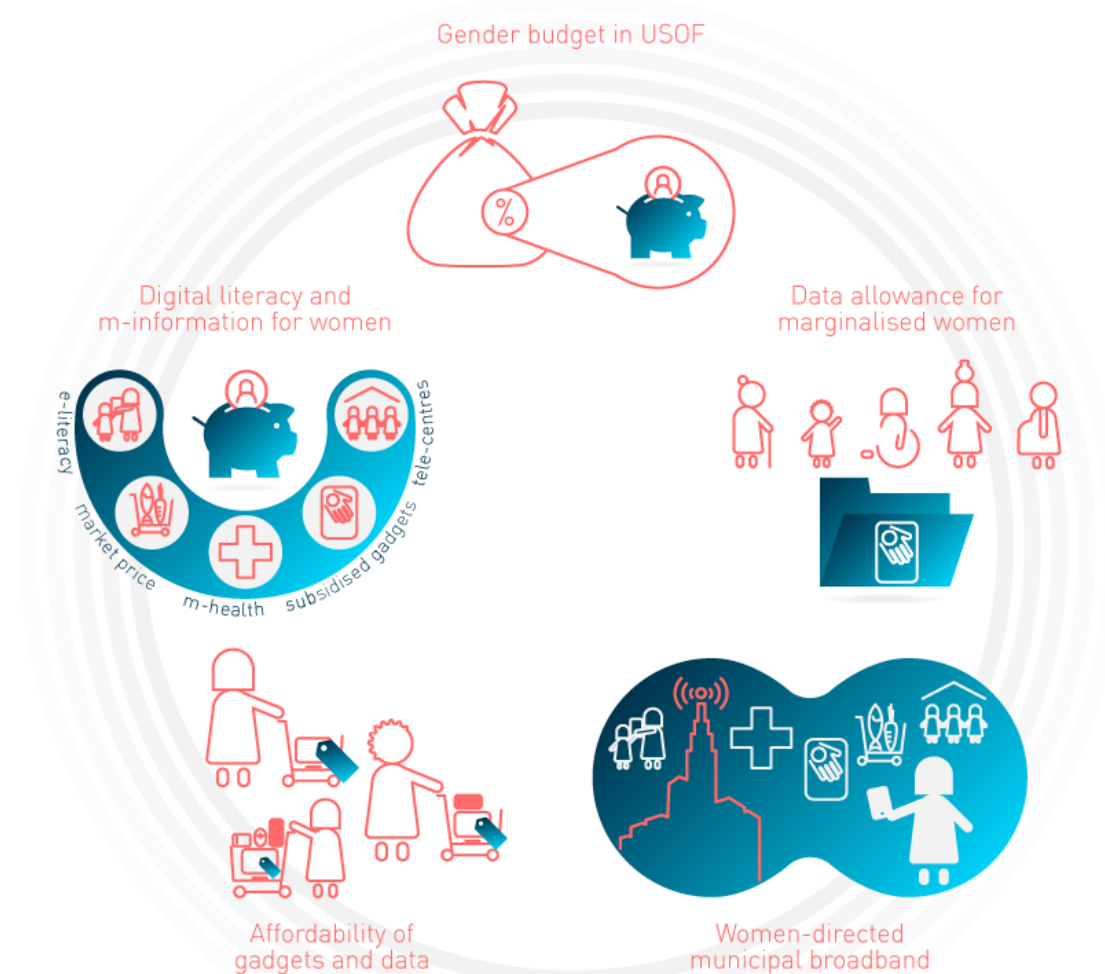 Gender budget in USOF
%
Digital literacy and
m-information for women
Data allowance for
marginalised women
e-literacy
market price
m-health
subsidised gadgets
tele-centres
Affordability of
gadgets and data
Women-directed
municipal broadband